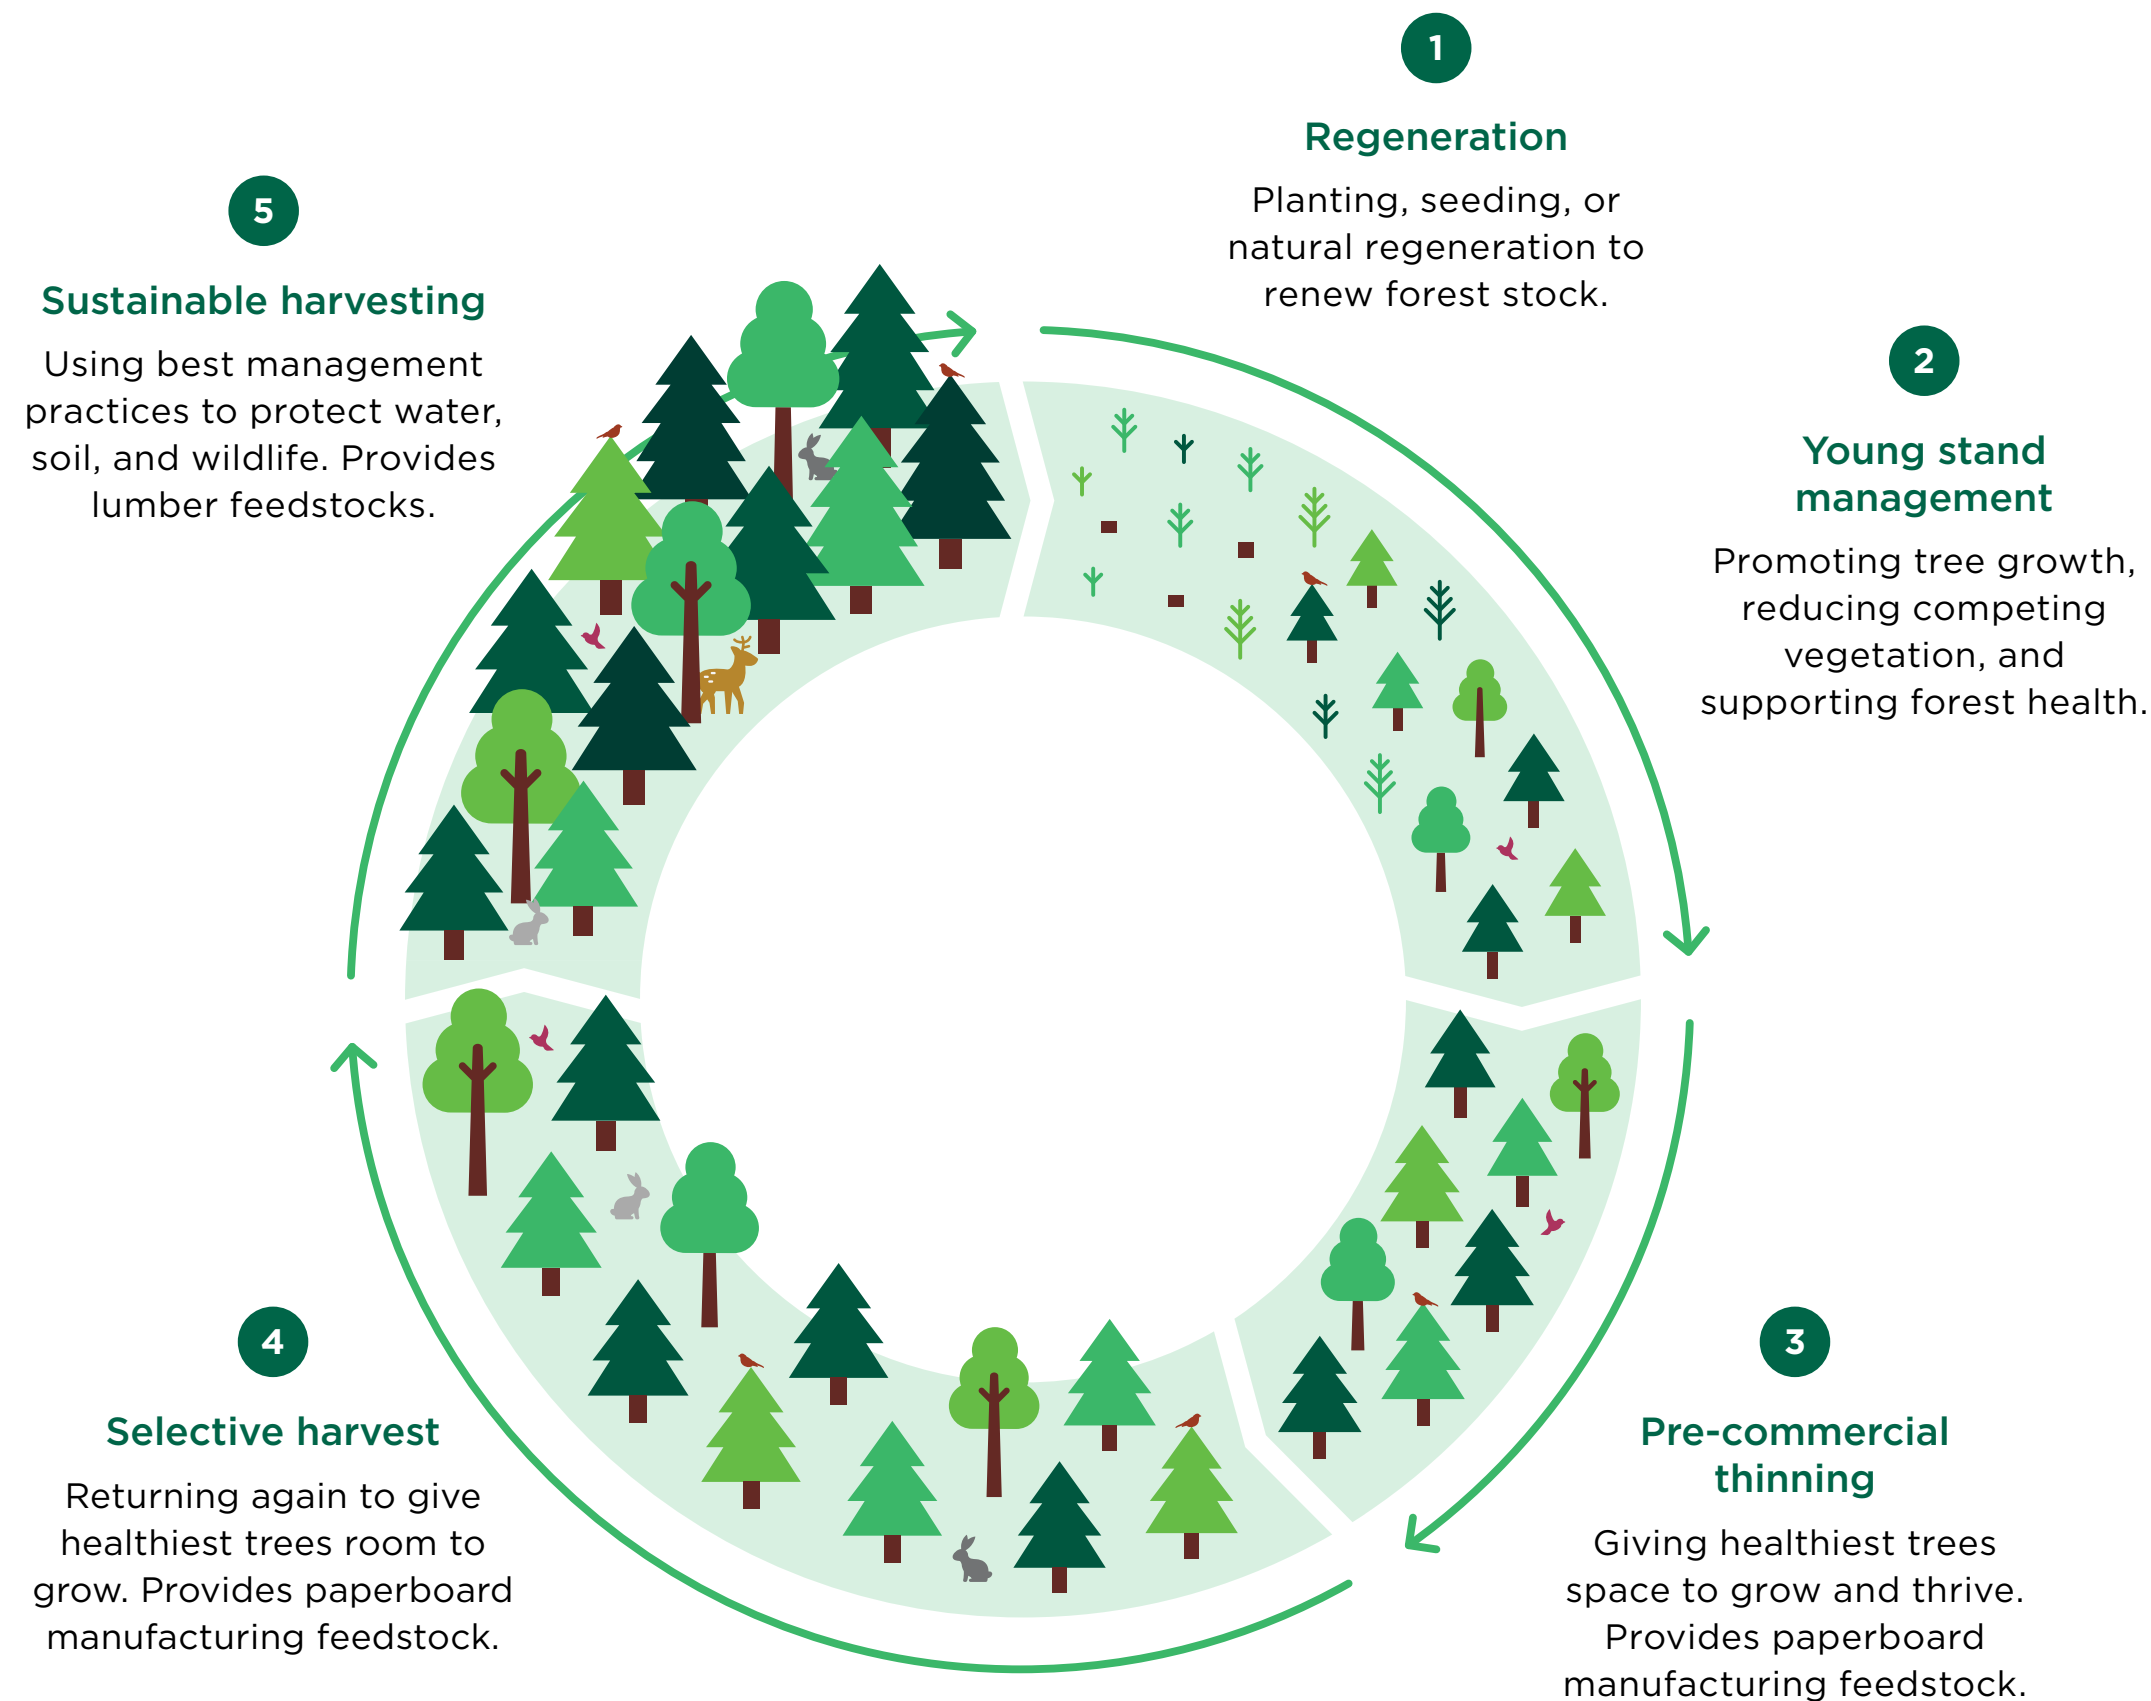 1
Regeneration
Planting, seeding, or
natural regeneration to
renew forest stock.
2
Young stand
management
Promoting tree growth,
reducing competing
vegetation, and
supporting forest health.
3
Pre-commercial
thinning
Giving healthiest trees
space to grow and thrive.
Provides paperboard
manufacturing feedstock.
4
Selective harvest
Returning again to give
healthiest trees room to
grow. Provides paperboard
manufacturing feedstock.
5
Sustainable harvesting
Using best management
practices to protect water,
soil, and wildlife. Provides
lumber feedstocks.